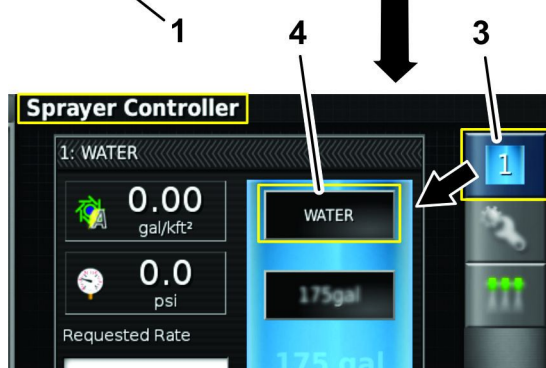 1
4
3
Sprayer Controller
1: WATER
0.00
gal/kft²
A
WATER
1
0.0
psi
175gal
Requested Rate
175 gal